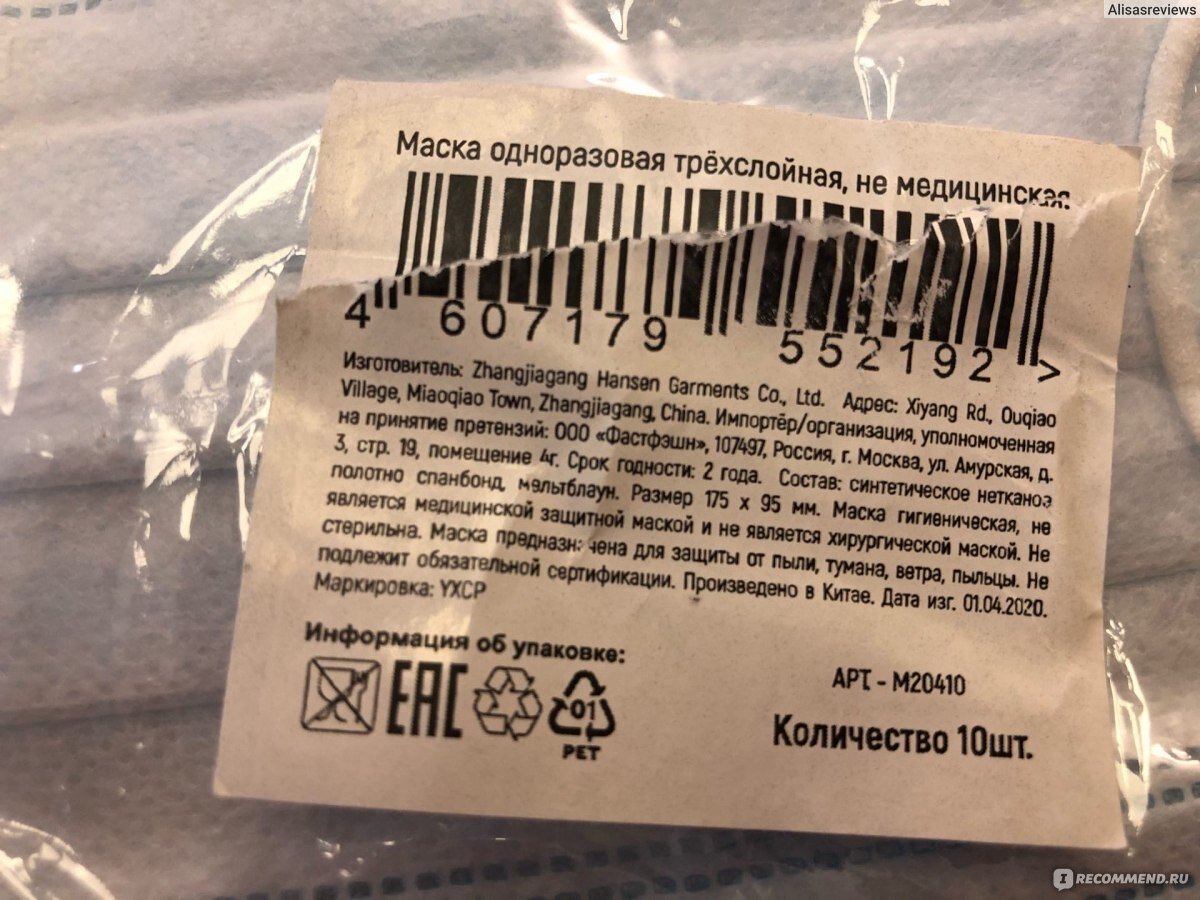 Alisasreviews
Маска одноразовая трёхслойная, не медицинская.
4 607179 552192 >
Изготовитель: Zhangjiagang Hansen Garments Co., Ltd. Адрес: Xiyang Rd., Ouqiao
Village, Miaoqiao Town, Zhangjiagang, China. Импортёр/организация, уполномоченная
на принятие претензий: ООО «Фастфэшн», 107497, Россия, г. Москва, ул. Амурская, д.
3, стр. 19, помещение 4г. Срок годности: 2 года. Состав: синтетическое нетканоэ
полотно спанбонд, мельтблаун. Размер 175 х 95 мм. Маска гигиеническая, не
является медицинской защитной маской и не является хирургической маской. Не
стерильна. Маска предназначена для защиты от пыли, тумана, ветра, пыльцы. Не
подлежит обязательной сертификации. Произведено в Китае. Дата изг. 01.04.2020.
Маркировка: YXCP
Информация об упаковке:
EAC
01
PET
АРТ - М20410
Количество 10шт.
IRECOMMEND.RU